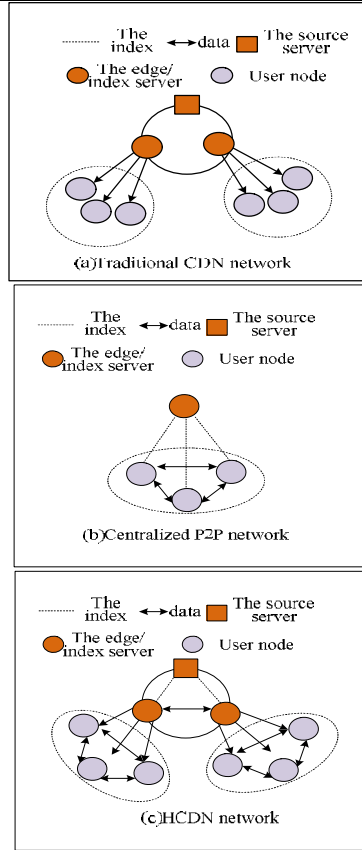 The index data The source server
The edge/ index server User node
(a)Traditional CDN network
The index data The source server
The edge/ index server User node
(b)Centralized P2P network
The index data The source server
The edge/ index server User node
(c)HCDN network